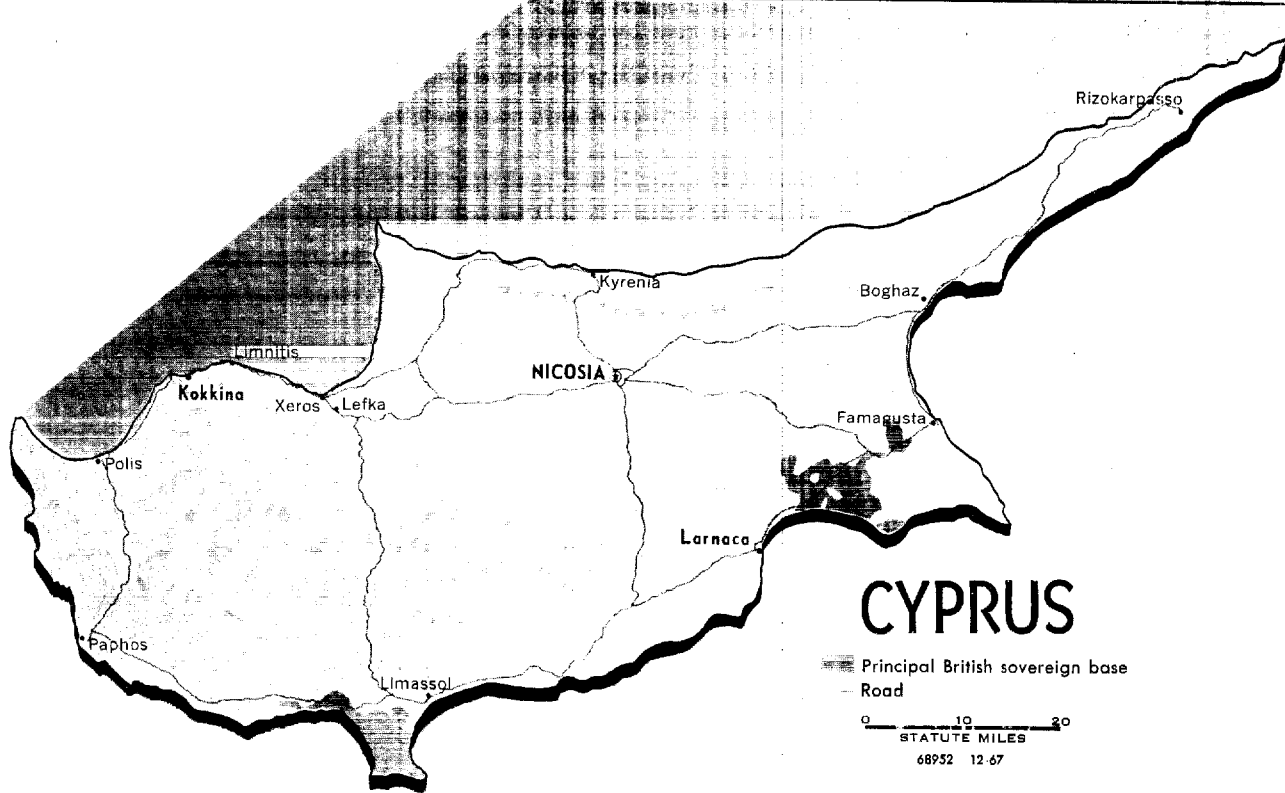 Rizokarpasso
Kyrenia
Boghaz
Limnitis
Kokkina
Xeros
Lefka
NICOSIA
Famagusta
Polis
Larnaca
Paphos
Limassol
CYPRUS
Principal British sovereign base
Road
0 10 20
STATUTE MILES
68952 12-67